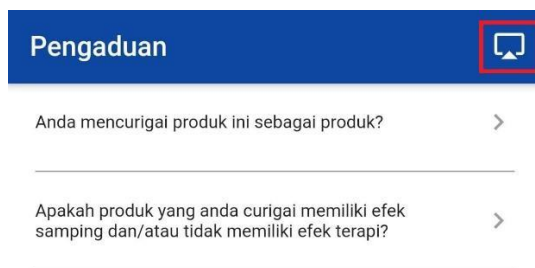 Pengaduan
Anda mencurigai produk ini sebagai produk?
Apakah produk yang anda curigai memiliki efek
samping dan/atau tidak memiliki efek terapi?